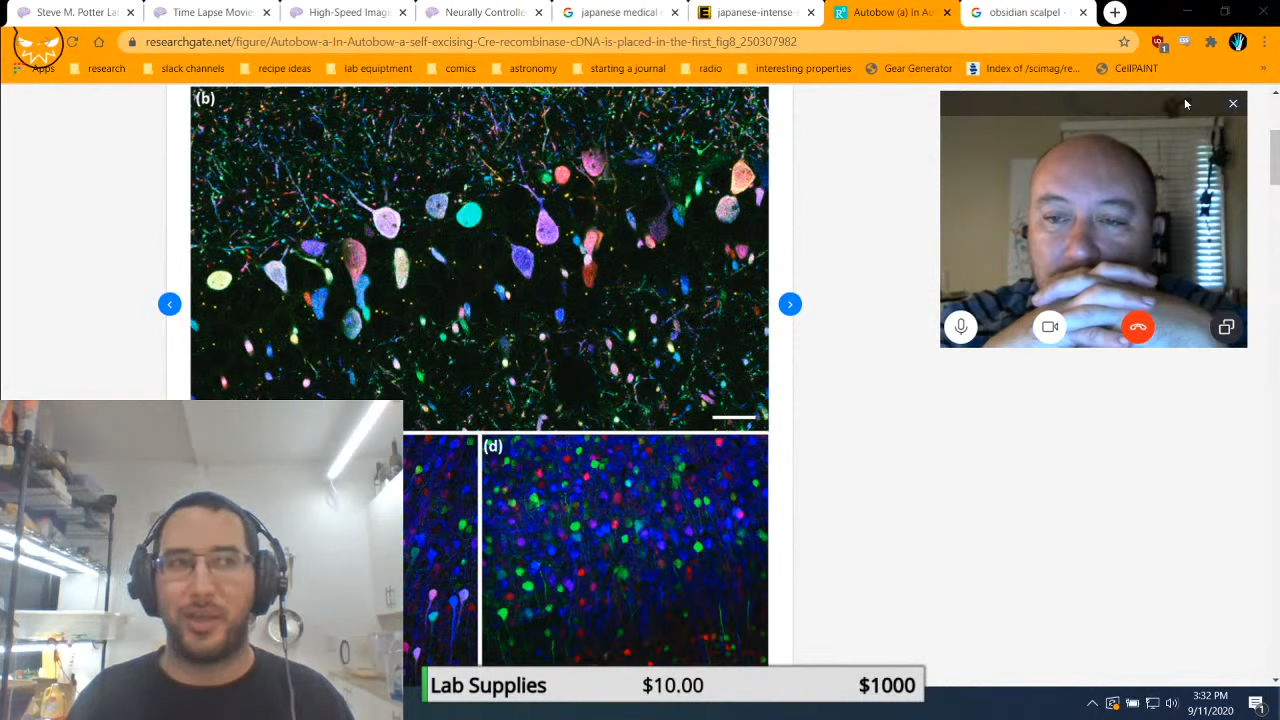 Steve M. Potter La
Time Lapse Movie
High-Speed Imag
Neurally Controlle
japanese medical
japanese-intense-
Autobow (a) In Au
obsidian scalpel -
researchgate.net/figure/Autobow-a-In-Autobow-a-self-excising-Cre-recombinase-cDNA-is-placed-in-the-first_fig8_250307982
1
Apps
research
slack channels
recipe ideas
lab equiptment
comics
astronomy
starting a journal
radio
interesting properties
Gear Generator
Index of /scimag/re...
CellPAINT
(b)
(d)
Lab Supplies $10.00 $1000
3:32 PM
9/11/2020
1